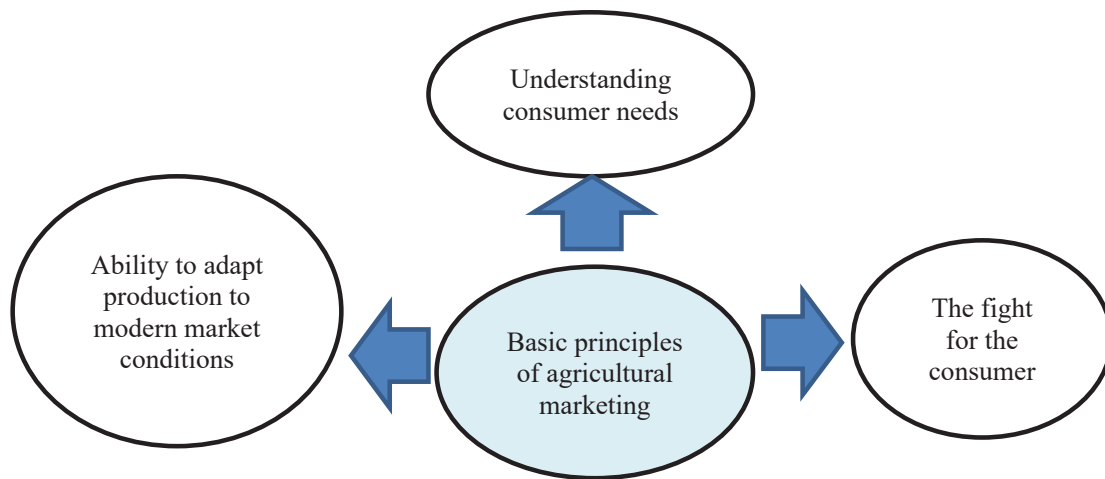 Understanding
consumer needs
Ability to adapt
production to
modern market
conditions
Basic principles
of agricultural
marketing
The fight
for the
consumer